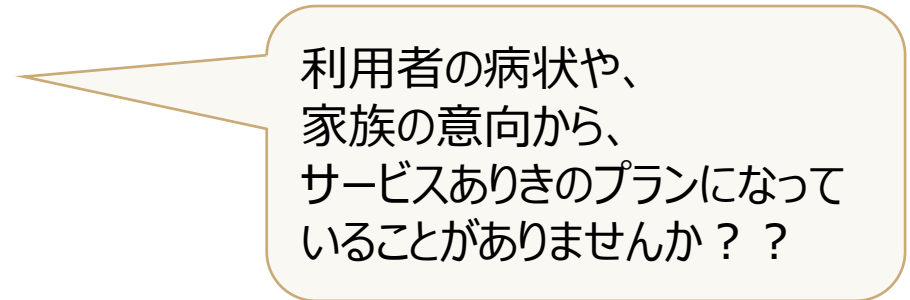 利用者の病状や、
家族の意向から、
サービスありきのプランになって
いることがありませんか？？